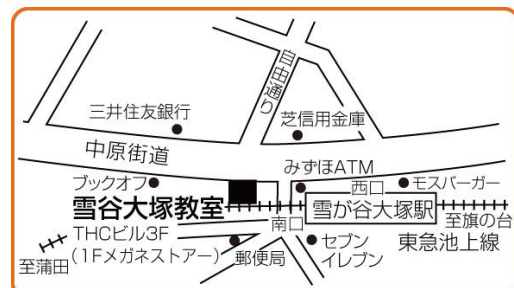 自由通り
三井住友銀行
芝信用金庫
中原街道
みずほATM
ブックオフ
西口
モスバーガー
雪谷大塚教室
雪が谷大塚駅
至旗の台
南口
THCビル3F
(1Fメガネストアー)
郵便局
セブン
イレブン
東急池上線
至蒲田